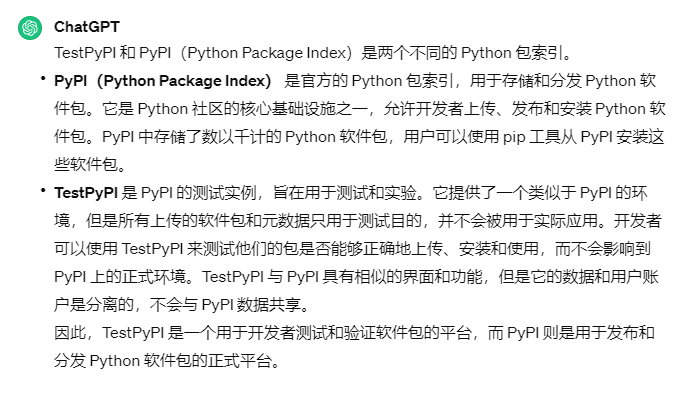 ChatGPT
TestPyPI 和 PyPI（Python Package Index）是两个不同的 Python 包索引。
• PyPI（Python Package Index） 是官方的 Python 包索引，用于存储和分发 Python 软
件包。它是 Python 社区的核心基础设施之一，允许开发者上传、发布和安装 Python 软
件包。PyPI 中存储了数以千计的 Python 软件包，用户可以使用 pip 工具从 PyPI 安装这
些软件包。
• TestPyPI 是 PyPI 的测试实例，旨在用于测试和实验。它提供了一个类似于 PyPI 的环
境，但是所有上传的软件包和元数据只用于测试目的，并不会被用于实际应用。开发者
可以使用 TestPyPI 来测试他们的包是否能够正确地上传、安装和使用，而不会影响到
PyPI 上的正式环境。TestPyPI 与 PyPI 具有相似的界面和功能，但是它的数据和用户账
户是分离的，不会与 PyPI 数据共享。
因此，TestPyPI 是一个用于开发者测试和验证软件包的平台，而 PyPI 则是用于发布和
分发 Python 软件包的正式平台。